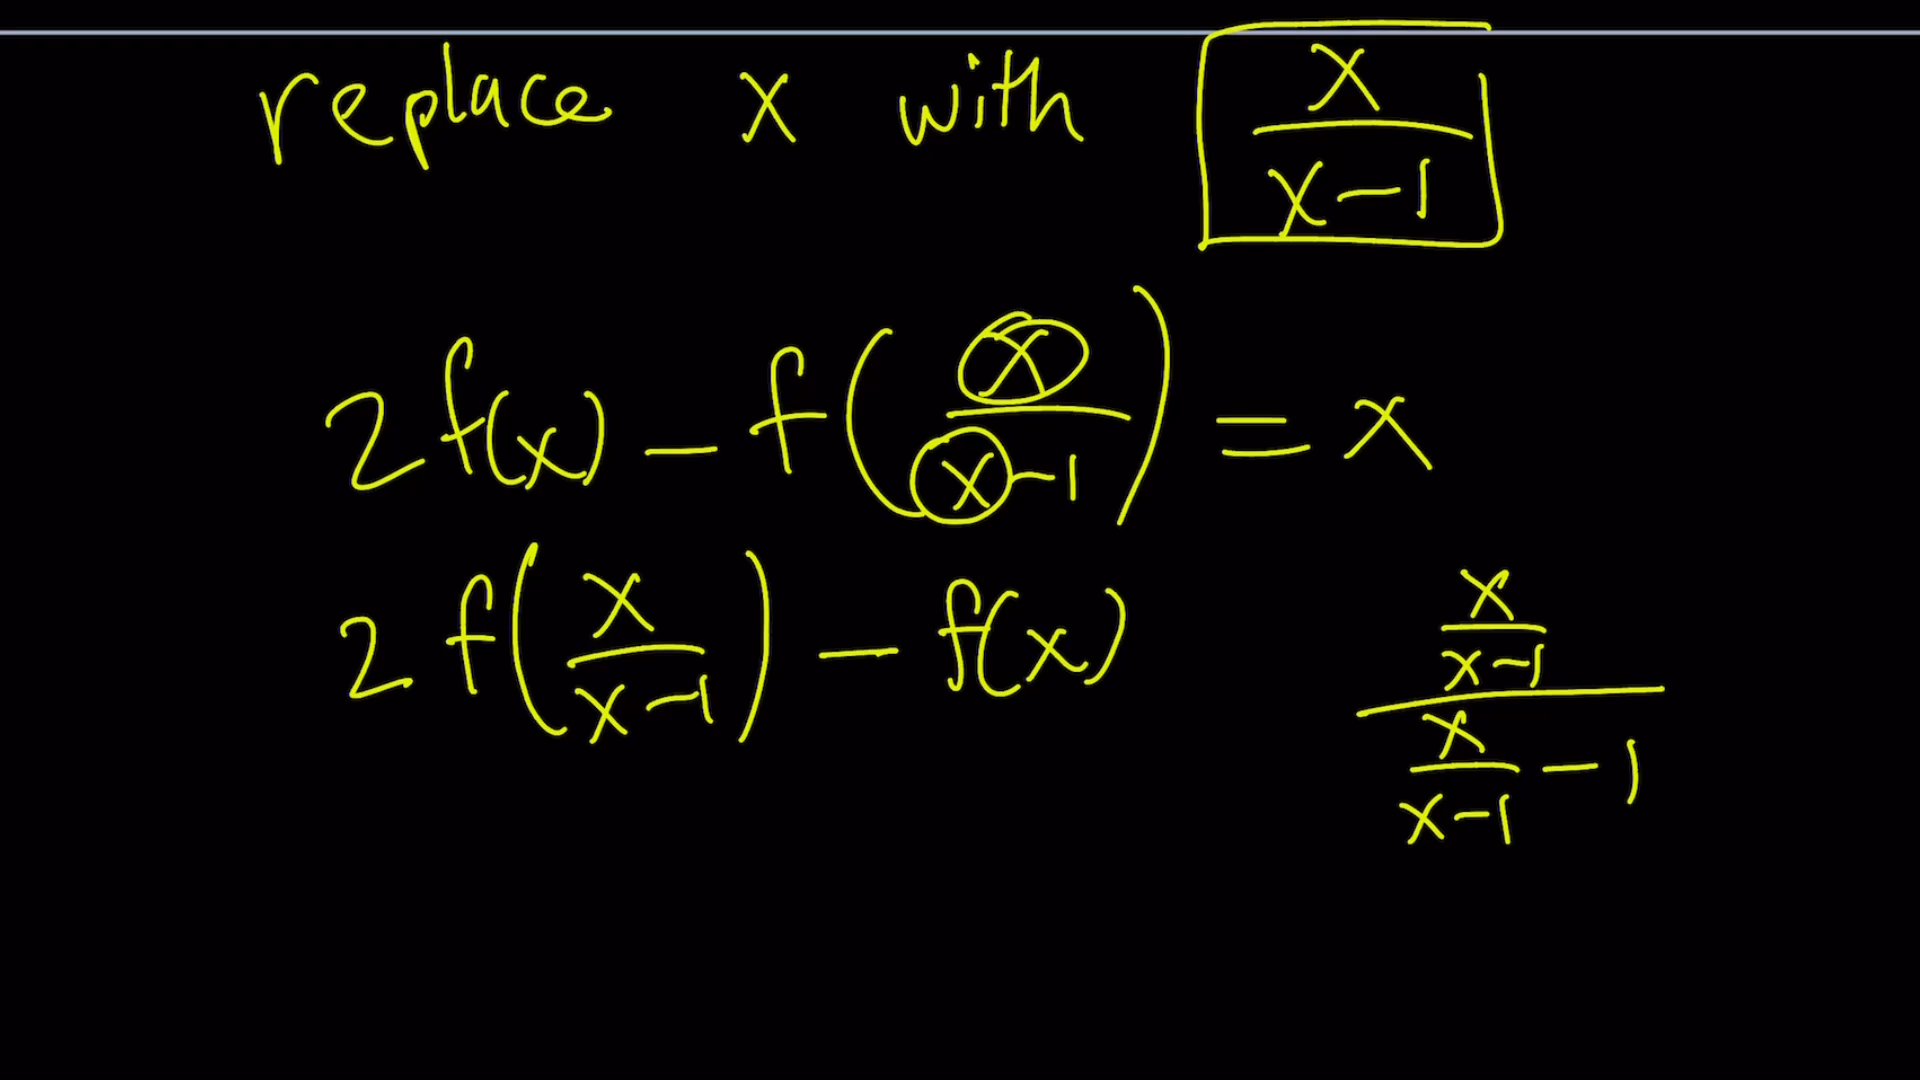 replace x with x/(x-1)
2f(x) - f(x/(x-1)) = x
2f(x/(x-1)) - f(x)
(x/(x-1))/(x/(x-1) - 1)